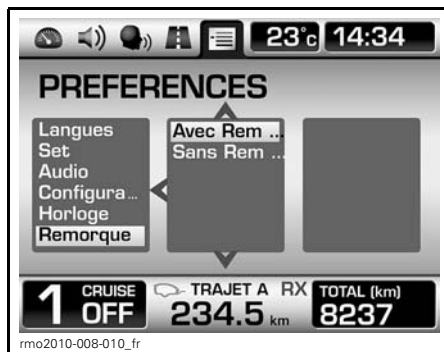 23°c 14:34
PREFERENCES
Langues
Set
Audio
Configura...
Horloge
Remorque
Avec Rem ...
Sans Rem ...
1 CRUISE OFF
TRAJET A RX
234.5 km
TOTAL (km)
8237
rmo2010-008-010_fr